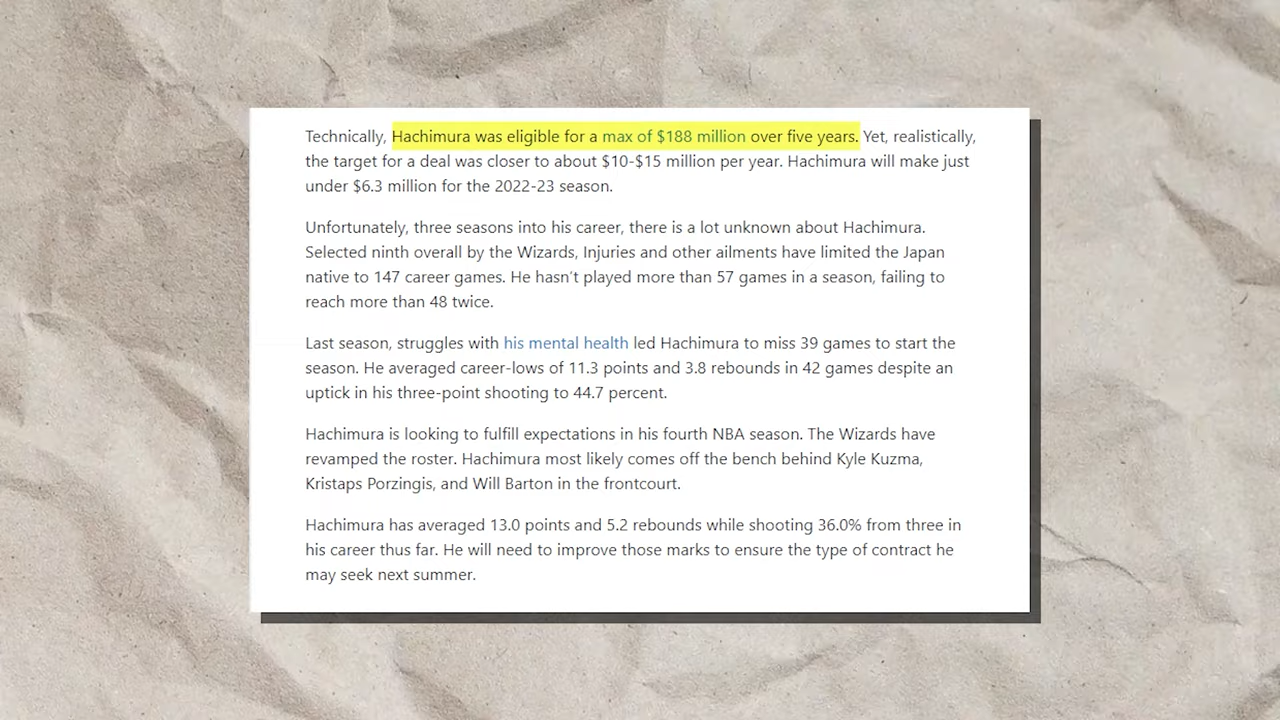 Technically, Hachimura was eligible for a max of $188 million over five years. Yet, realistically,
the target for a deal was closer to about $10-$15 million per year. Hachimura will make just
under $6.3 million for the 2022-23 season.
Unfortunately, three seasons into his career, there is a lot unknown about Hachimura.
Selected ninth overall by the Wizards, Injuries and other ailments have limited the Japan
native to 147 career games. He hasn't played more than 57 games in a season, failing to
reach more than 48 twice.
Last season, struggles with his mental health led Hachimura to miss 39 games to start the
season. He averaged career-lows of 11.3 points and 3.8 rebounds in 42 games despite an
uptick in his three-point shooting to 44.7 percent.
Hachimura is looking to fulfill expectations in his fourth NBA season. The Wizards have
revamped the roster. Hachimura most likely comes off the bench behind Kyle Kuzma,
Kristaps Porzingis, and Will Barton in the frontcourt.
Hachimura has averaged 13.0 points and 5.2 rebounds while shooting 36.0% from three in
his career thus far. He will need to improve those marks to ensure the type of contract he
may seek next summer.